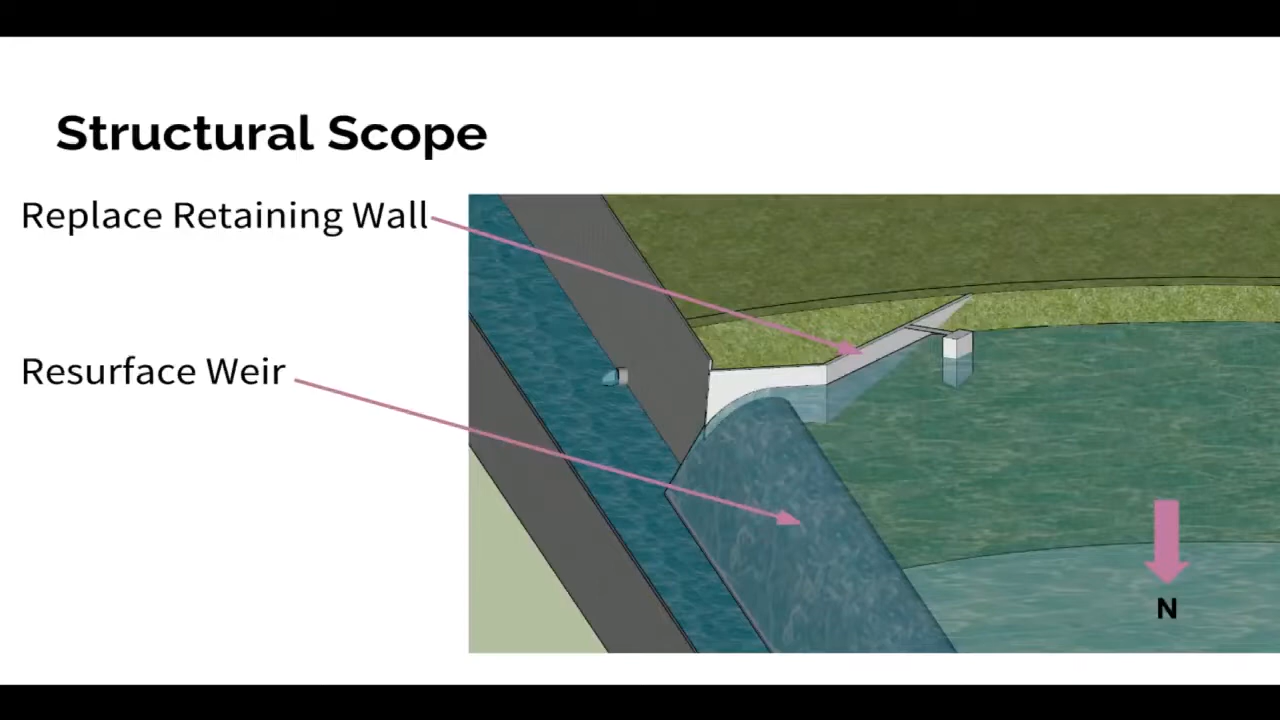 Structural Scope
Replace Retaining Wall
Resurface Weir
N